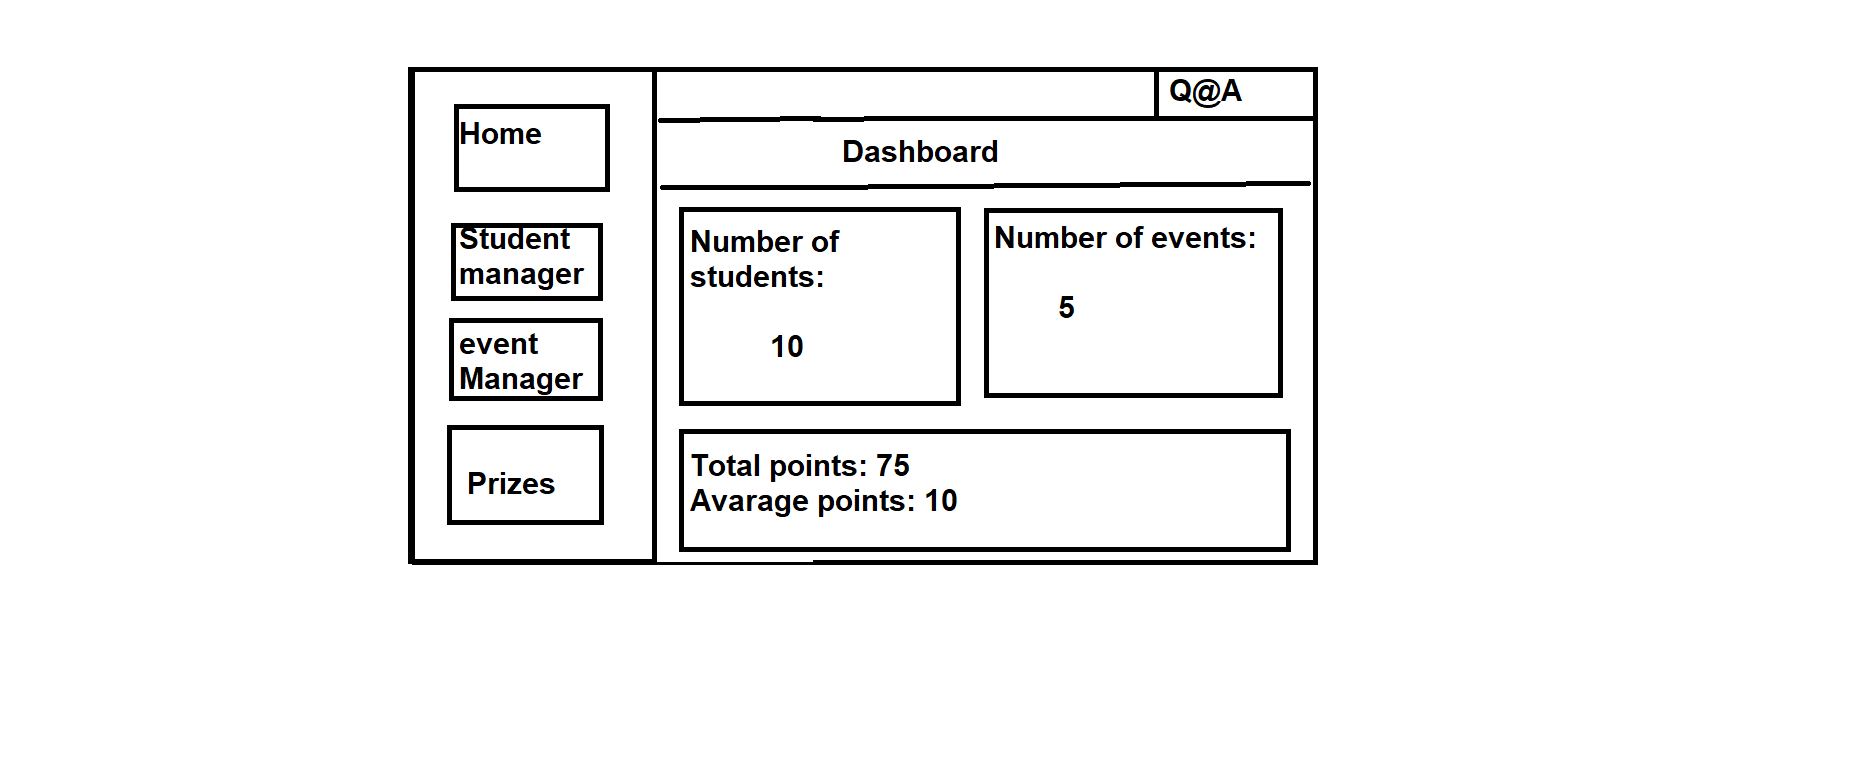 Home
Student
manager
event
Manager
Prizes
Q@A
Dashboard
Number of
students:
10
Number of events:
5
Total points: 75
Avarage points: 10